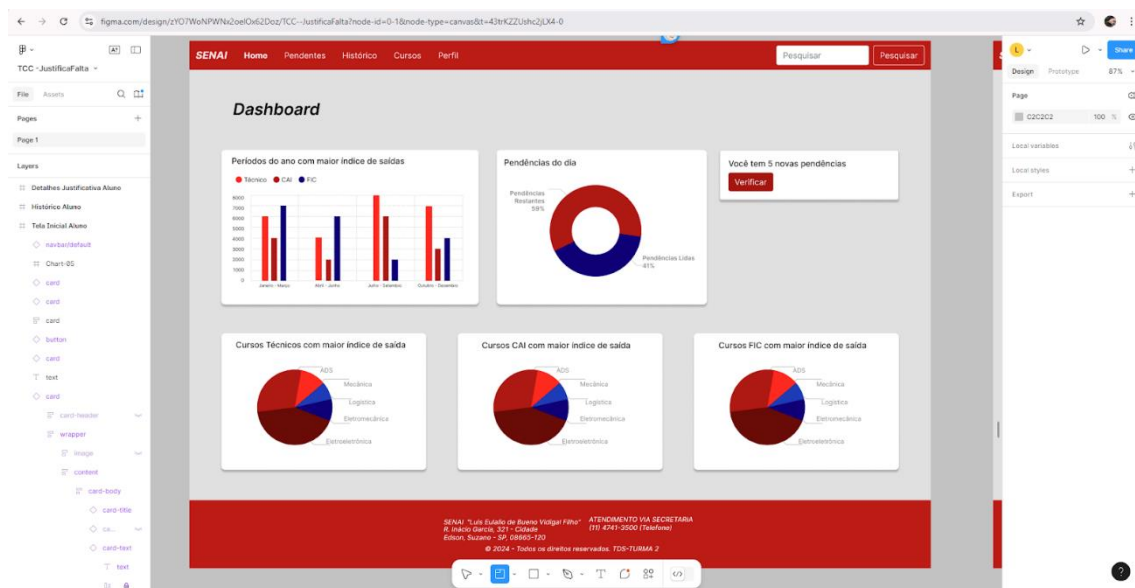 figma.com/design/zYO7WoNPWNx2oelOx62Doz/TCC--JustificaFalta?node-id=0-1&node-type=canvas&t=43trKZZUshc2jLX4-0
TCC -JustificaFalta
File Assets
Pages
Page 1
Layers
Detalhes Justificativa Aluno
Histórico Aluno
Tela Inicial Aluno
navbar/default
Chart-05
card
card
card
button
card
text
card
card-header
wrapper
image
content
card-body
card-title
ca...
card-text
text
SENAI Home Pendentes Histórico Cursos Perfil Pesquisar Pesquisar
Dashboard
Períodos do ano com maior índice de saídas
Técnico CAI FIC
8000
7000
6000
5000
4000
3000
2000
1000
0
Janeiro - Março Abril - Junho Julho - Setembro Outubro - Dezembro
Pendências do dia
Pendências
Restantes
59%
Pendências Lidas
41%
Você tem 5 novas pendências
Verificar
Cursos Técnicos com maior índice de saída
ADS
Mecânica
Logística
Eletromecânica
Eletroeletrônica
Cursos CAI com maior índice de saída
ADS
Mecânica
Logística
Eletromecânica
Eletroeletrônica
Cursos FIC com maior índice de saída
ADS
Mecânica
Logística
Eletromecânica
Eletroeletrônica
SENAI "Luis Eulalio de Bueno Vidigal Filho"
R. Inácio Garcia, 321 - Cidade
Edson, Suzano - SP, 08665-120
ATENDIMENTO VIA SECRETARIA
(11) 4741-3500 (Telefone)
© 2024 - Todos os direitos reservados. TDS-TURMA 2
L
Share
Design Prototype 87%
Page
C2C2C2 100 %
Local variables
Local styles
Export
?